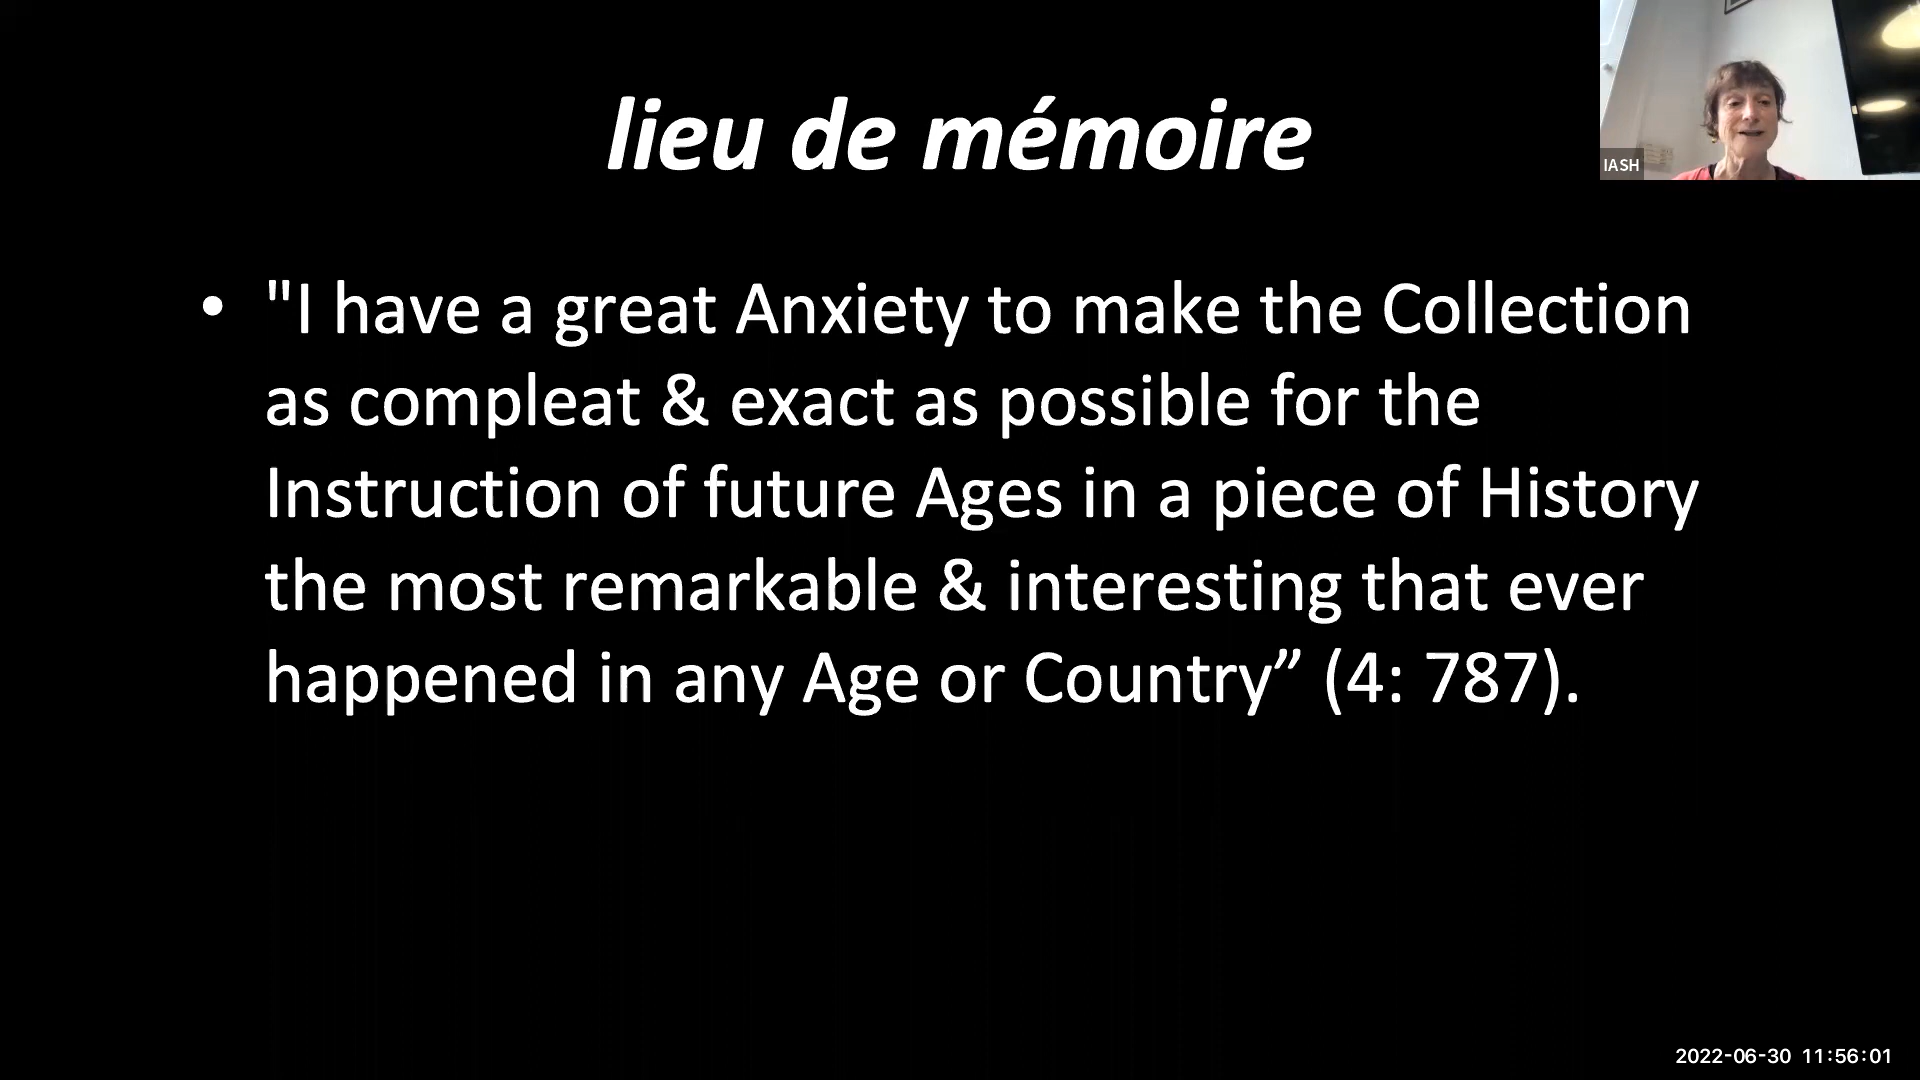 lieu de mémoire
IASH
• "I have a great Anxiety to make the Collection
as compleat & exact as possible for the
Instruction of future Ages in a piece of History
the most remarkable & interesting that ever
happened in any Age or Country” (4: 787).
2022-06-30 11:56:01